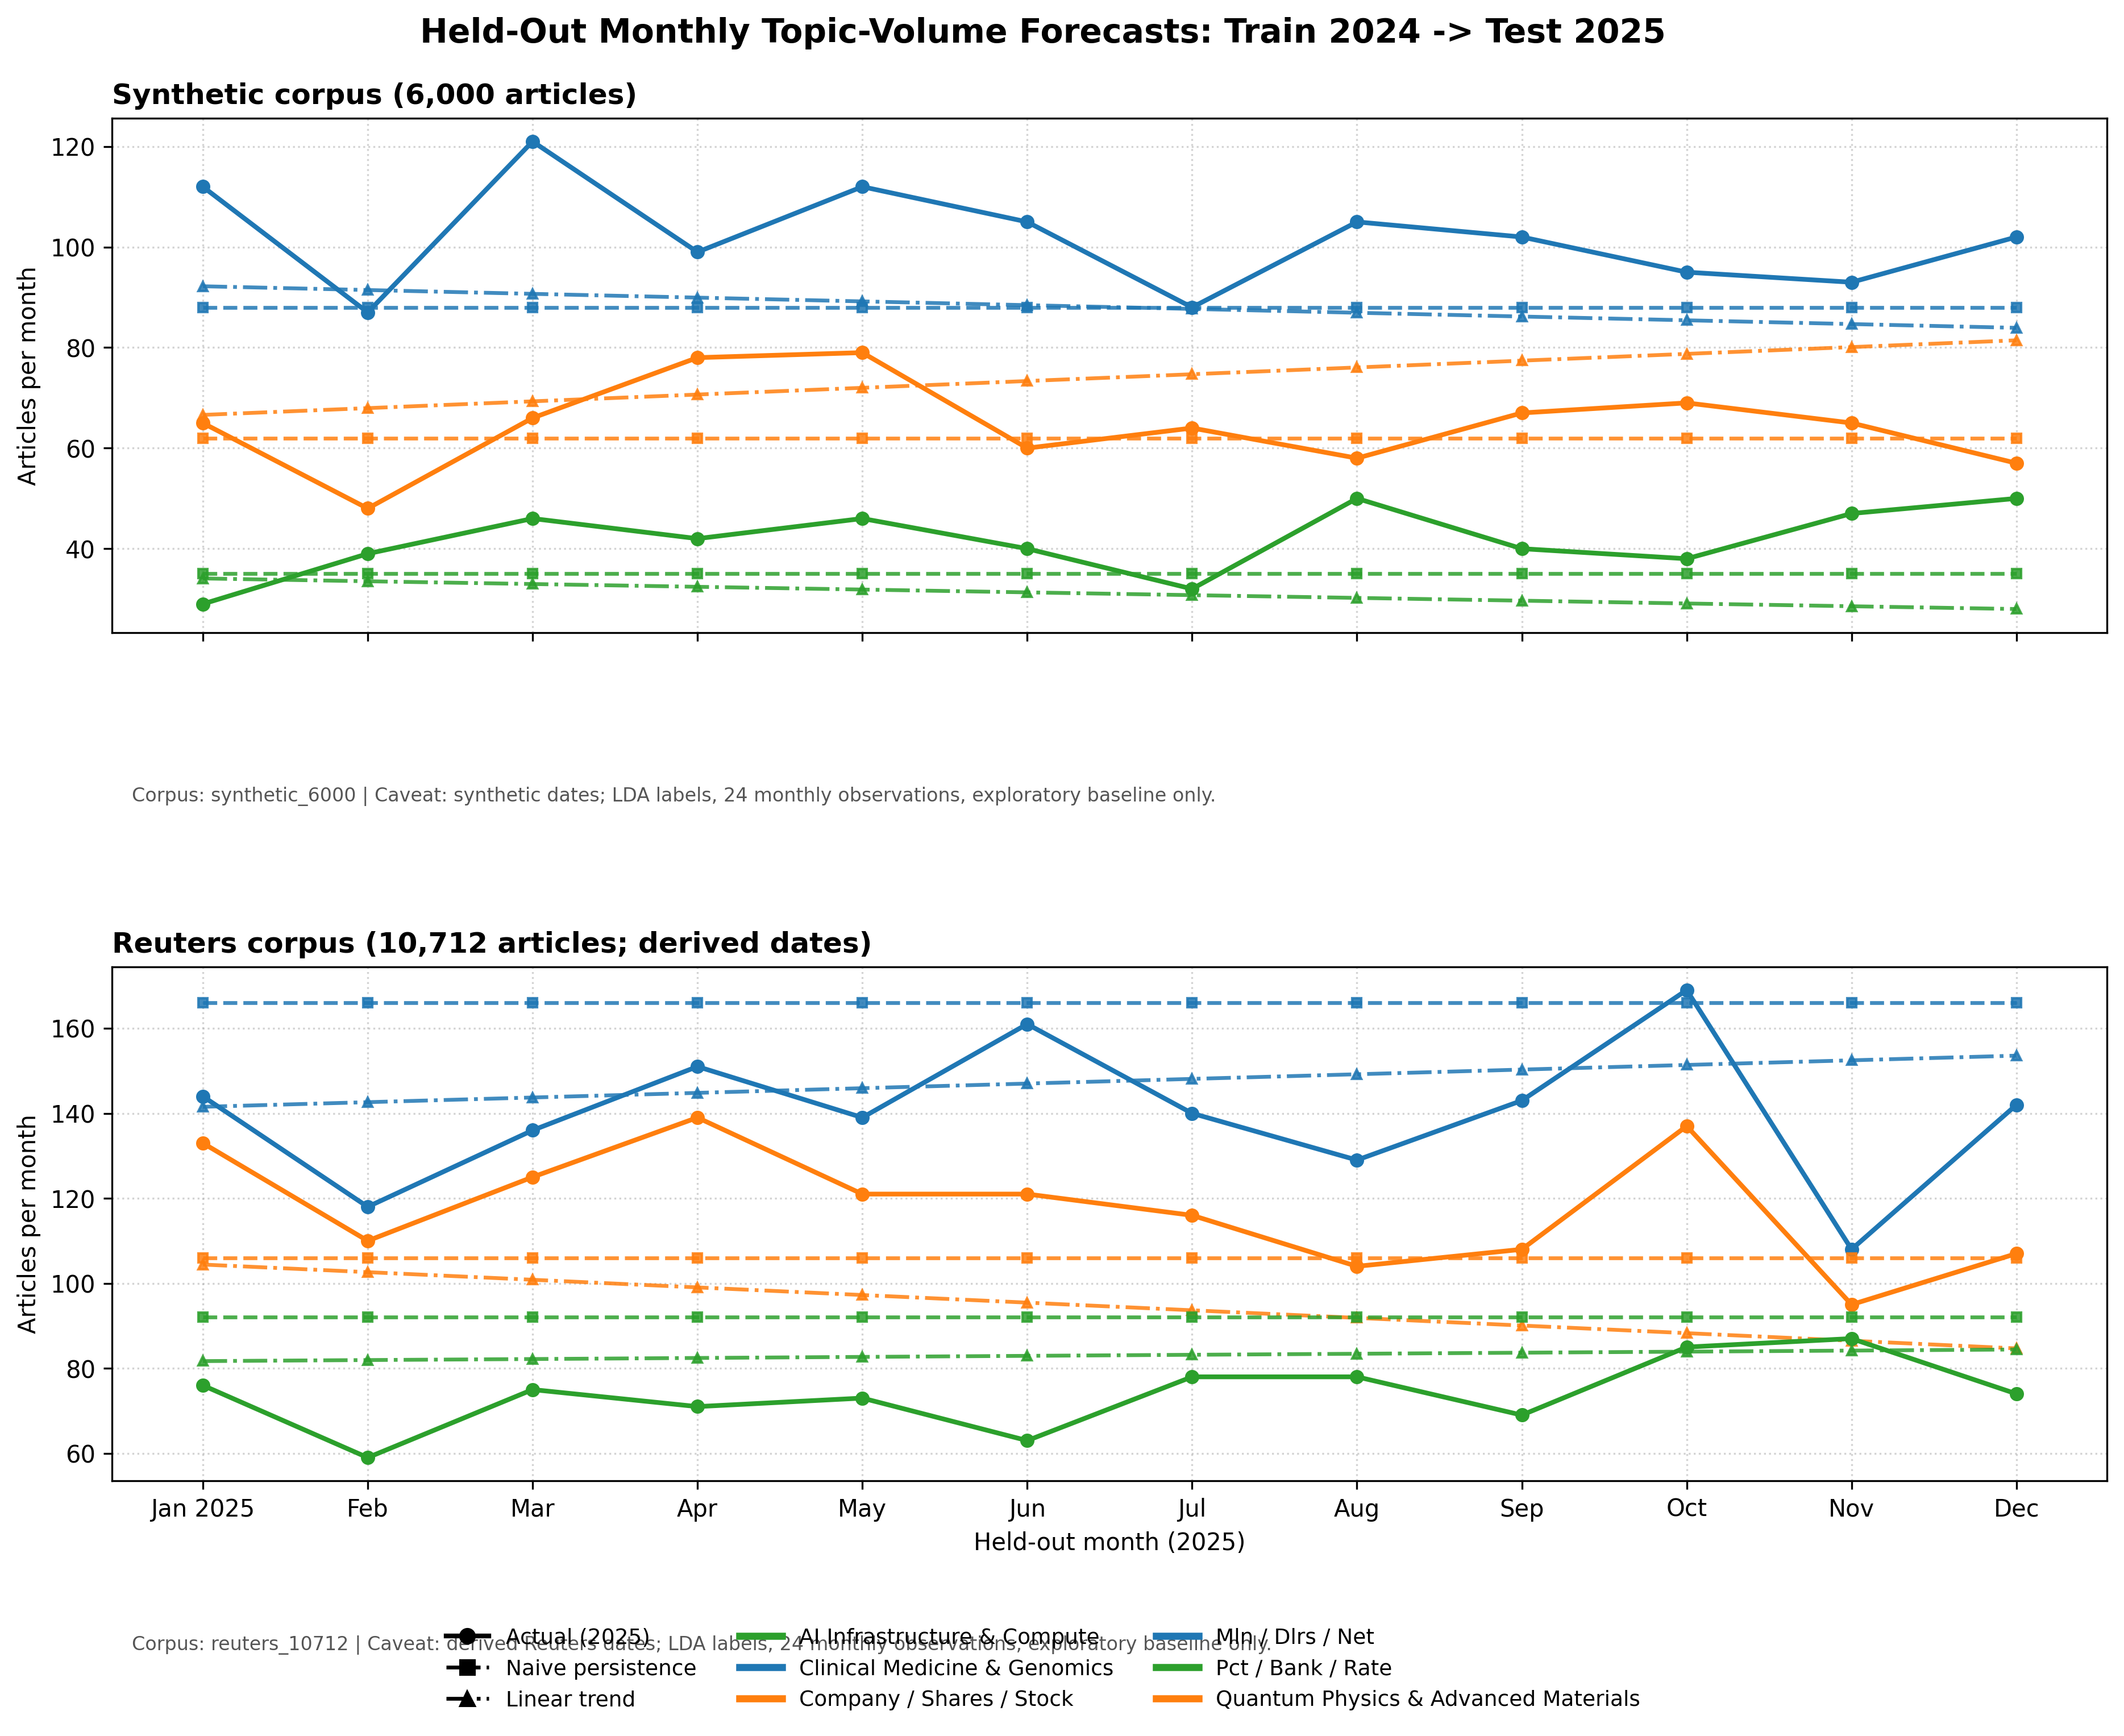 Held-Out Monthly Topic-Volume Forecasts: Train 2024 -> Test 2025
Synthetic corpus (6,000 articles)
Articles per month
120
100
80
60
40
Corpus: synthetic_6000 | Caveat: synthetic dates; LDA labels, 24 monthly observations, exploratory baseline only.
Reuters corpus (10,712 articles; derived dates)
Articles per month
160
140
120
100
80
60
Jan 2025 Feb Mar Apr May Jun Jul Aug Sep Oct Nov Dec
Held-out month (2025)
Corpus: reuters_10712 | Caveat: derived Reuters dates; LDA labels, 24 monthly observations, exploratory baseline only.
Actual (2025) AI Infrastructure & Compute Mln / Dlrs / Net
Naive persistence Clinical Medicine & Genomics Pct / Bank / Rate
Linear trend Company / Shares / Stock Quantum Physics & Advanced Materials